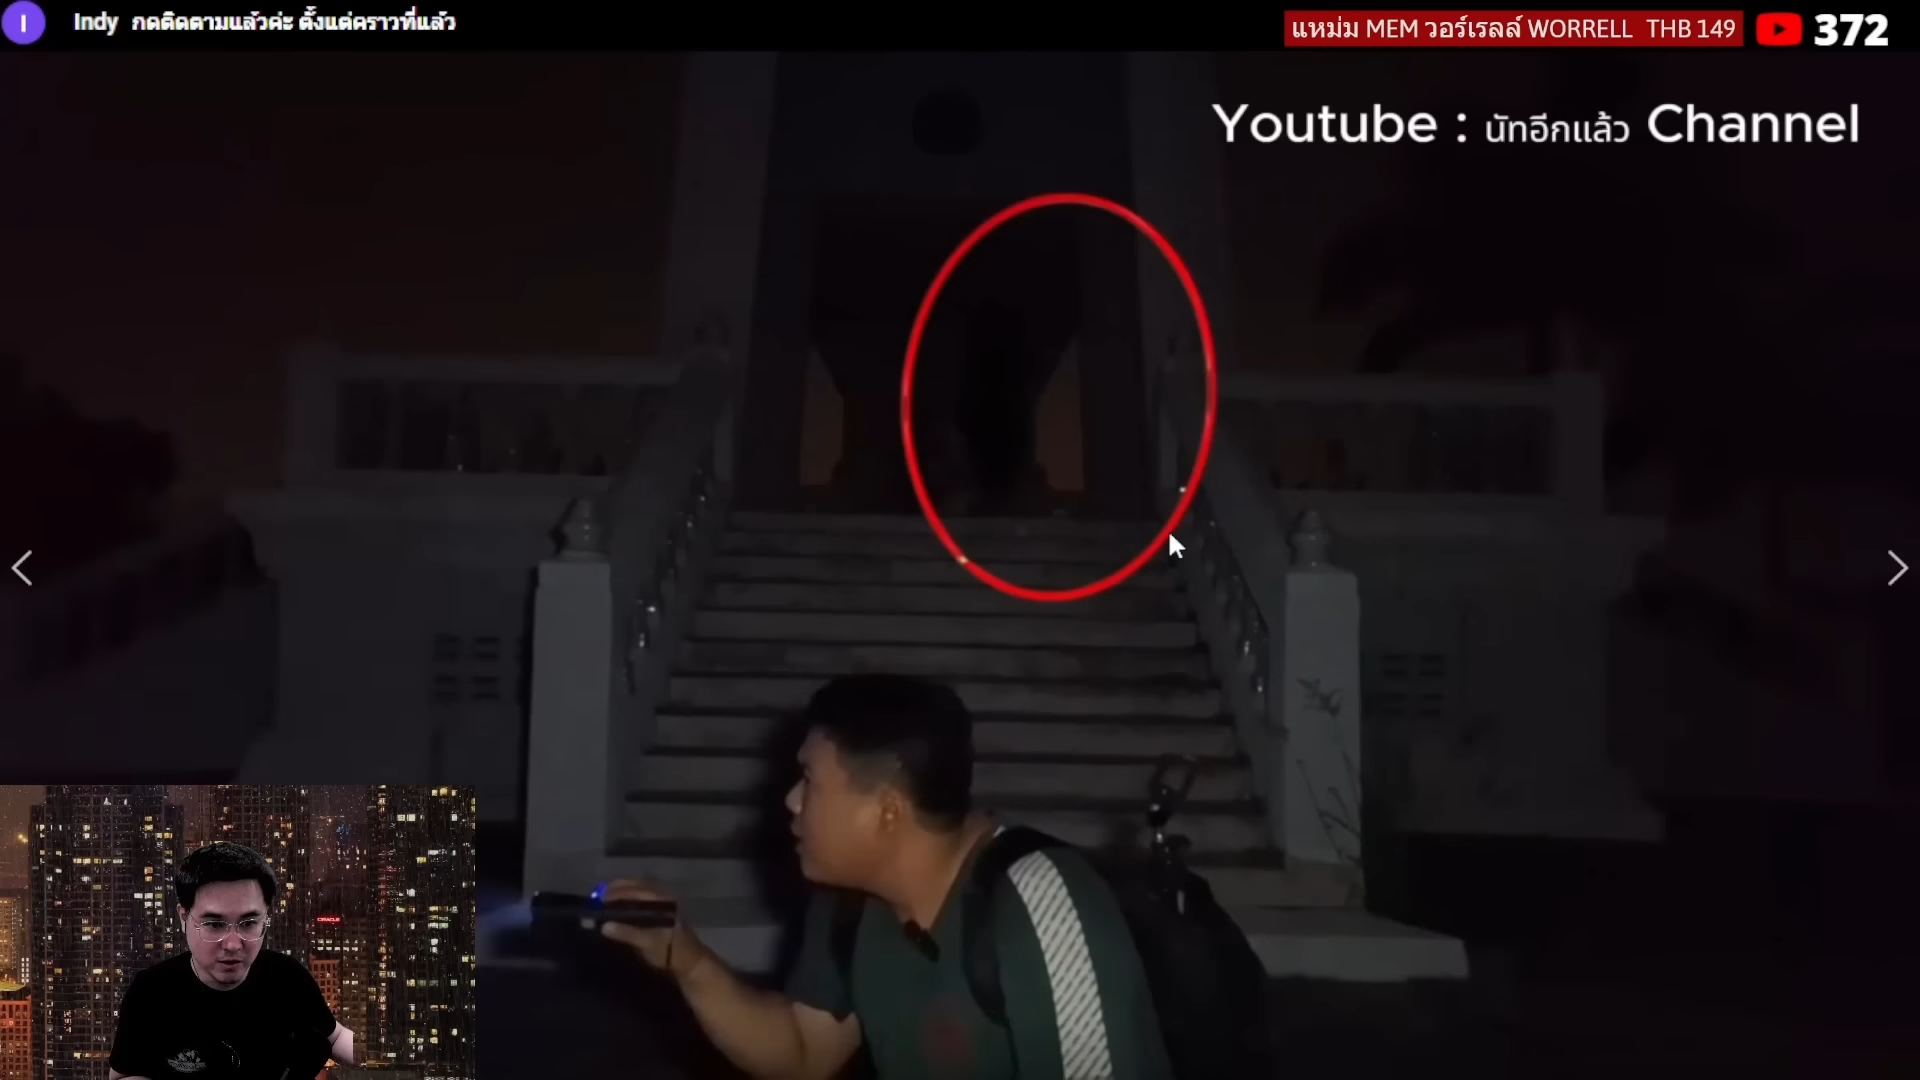 I Indy กดติดตามแล้วค่ะ ตั้งแต่คราวที่แล้ว
แหม่ม MEM วอร์เรลล์ WORRELL THB 149
372
Youtube : นัทอีกแล้ว Channel
ORACLE